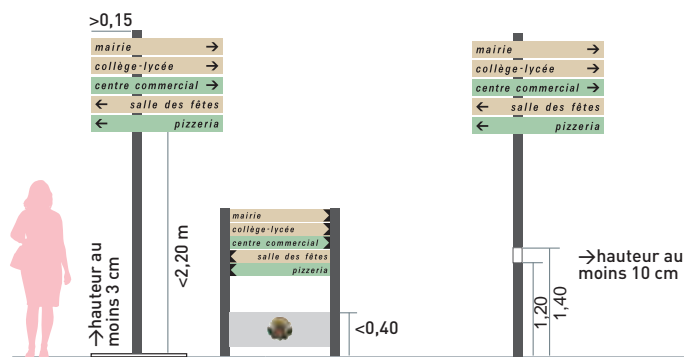 >0,15
mairie →
collège-lycée →
centre commercial →
← salle des fêtes
← pizzeria
→hauteur au
moins 3 cm
<2,20 m
mairie
collège-lycée
centre commercial
salle des fêtes
pizzeria
<0,40
mairie →
collège-lycée →
centre commercial →
← salle des fêtes
← pizzeria
→hauteur au
moins 10 cm
1,20
1,40